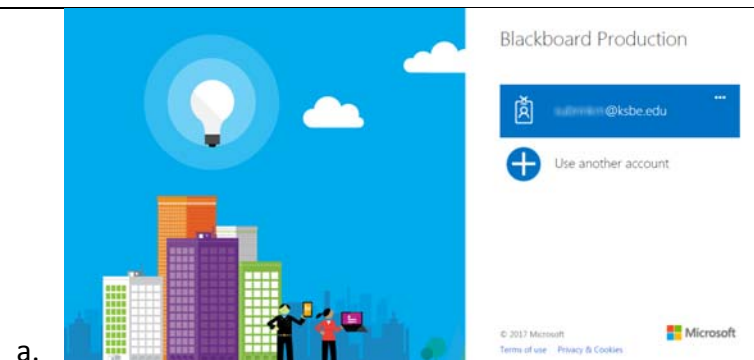 Blackboard Production
@ksbe.edu
Use another account
© 2017 Microsoft
Microsoft
Terms of use Privacy & Cookies
a.